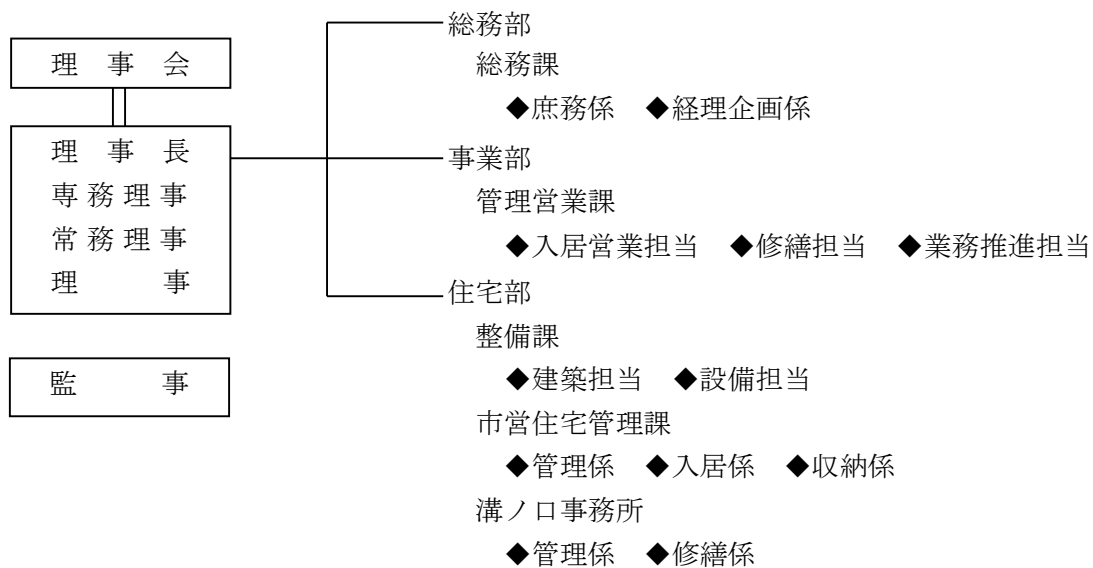 理事会
理事長
専務理事
常務理事
理事
監事
総務部
総務課
◆庶務係　◆経理企画係
事業部
管理営業課
◆入居営業担当　◆修繕担当　◆業務推進担当
住宅部
整備課
◆建築担当　◆設備担当
市営住宅管理課
◆管理係　◆入居係　◆収納係
溝ノ口事務所
◆管理係　◆修繕係